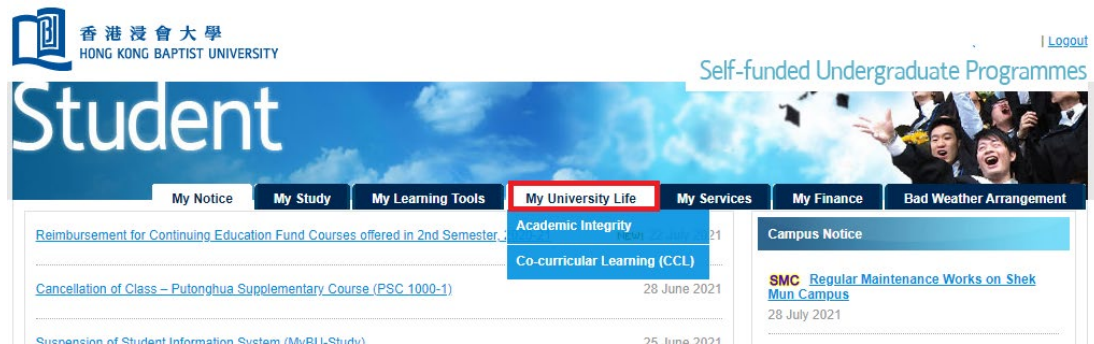 香港浸會大學
HONG KONG BAPTIST UNIVERSITY
| Logout
Self-funded Undergraduate Programmes
Student
My Notice My Study My Learning Tools My University Life My Services My Finance Bad Weather Arrangement
Reimbursement for Continuing Education Fund Courses offered in 2nd Semester, 22 July 2021
Academic Integrity
Co-curricular Learning (CCL)
Cancellation of Class – Putonghua Supplementary Course (PSC 1000-1) 28 June 2021
Suspension of Student Information System (MyBU-Study) 25 June 2021
Campus Notice
SMC Regular Maintenance Works on Shek
Mun Campus
28 July 2021